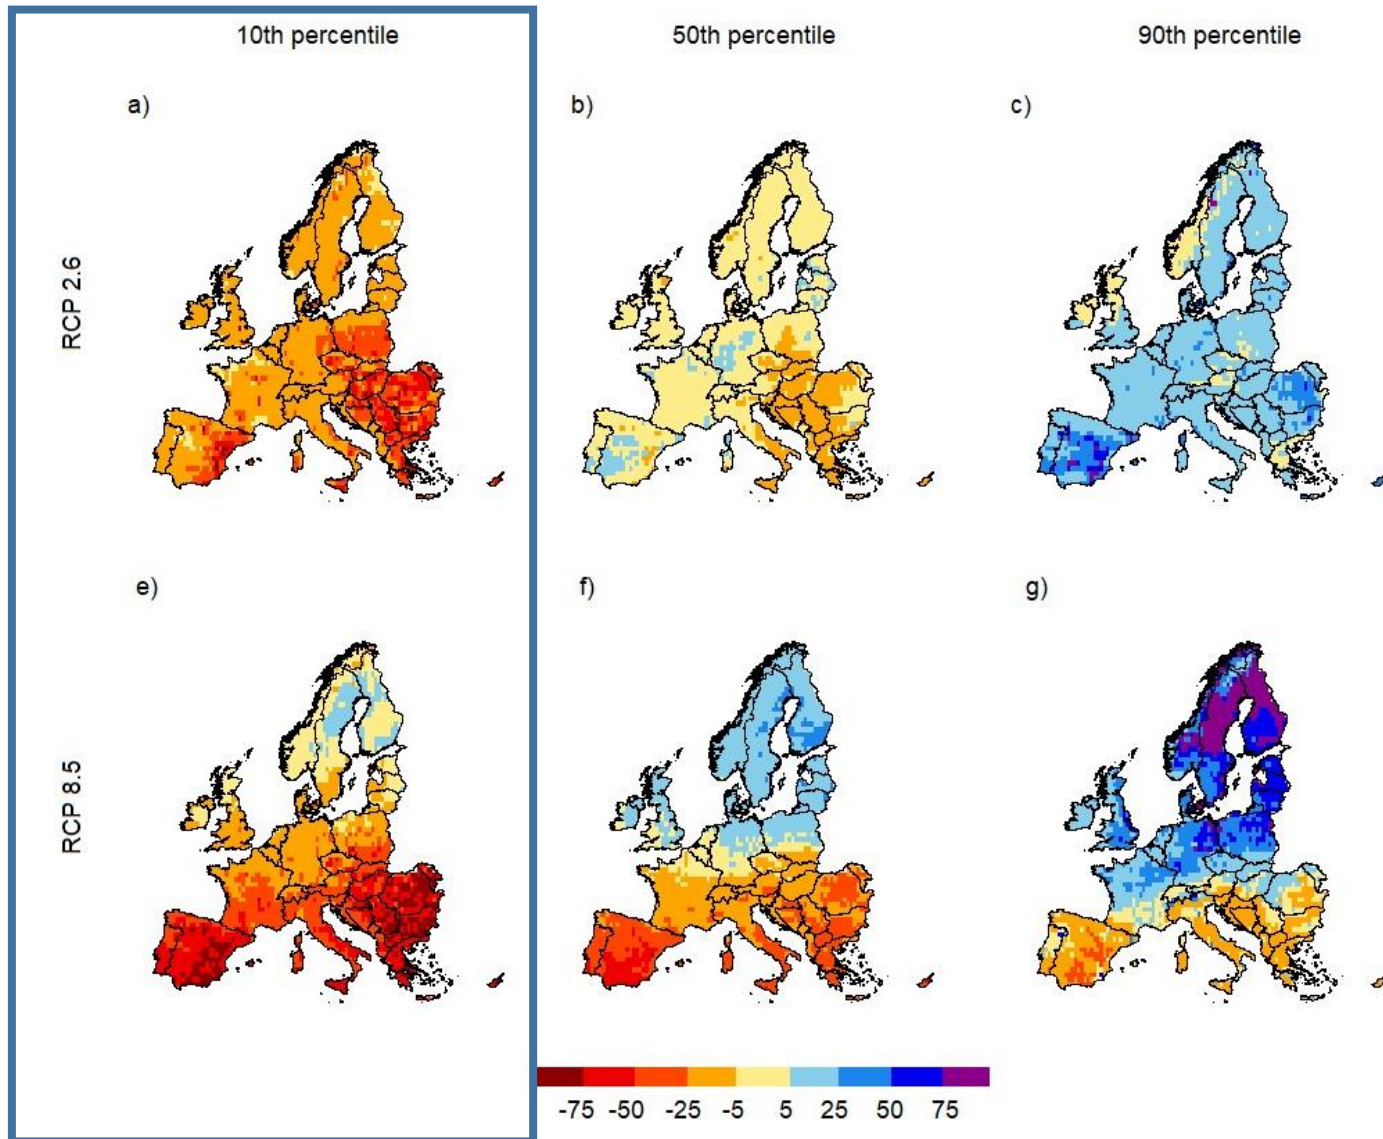 10th percentile 50th percentile 90th percentile
a) b) c)
RCP 2.6
e) f) g)
RCP 8.5
-75 -50 -25 -5 5 25 50 75